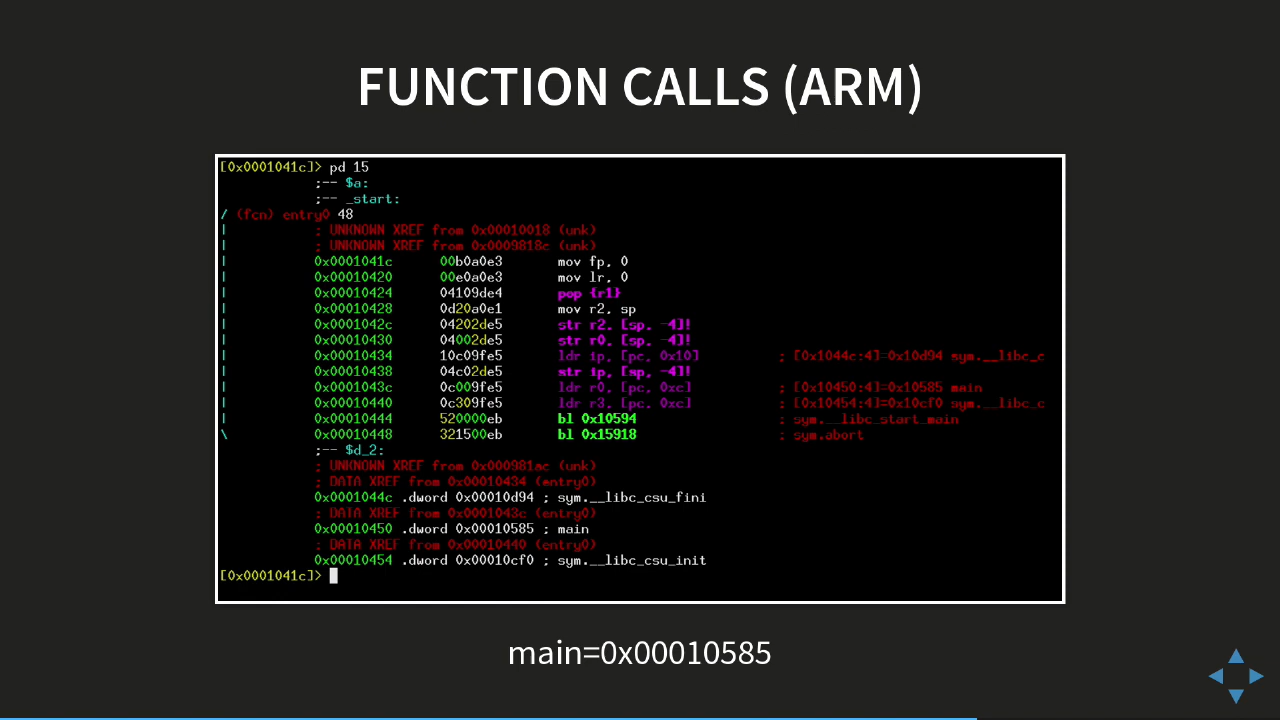 FUNCTION CALLS (ARM)
[0x0001041c]> pd 15
;-- $a:
;-- _start:
/ (fcn) entry0 48
| ; UNKNOWN XREF from 0x00010018 (unk)
| ; UNKNOWN XREF from 0x0009818c (unk)
| 0x0001041c 00b0a0e3 mov fp, 0
| 0x00010420 00e0a0e3 mov lr, 0
| 0x00010424 04109de4 pop {r1}
| 0x00010428 0d20a0e1 mov r2, sp
| 0x0001042c 04202de5 str r2, [sp, -4]!
| 0x00010430 04002de5 str r0, [sp, -4]!
| 0x00010434 10c09fe5 ldr ip, [pc, 0x10] ; [0x1044c:4]=0x10d94 sym.__libc_c
| 0x00010438 04c02de5 str ip, [sp, -4]!
| 0x0001043c 0c009fe5 ldr r0, [pc, 0xc] ; [0x10450:4]=0x10585 main
| 0x00010440 0c309fe5 ldr r3, [pc, 0xc] ; [0x10454:4]=0x10cf0 sym.__libc_c
| 0x00010444 520000eb bl 0x10594 ; sym.__libc_start_main
\ 0x00010448 321500eb bl 0x15918 ; sym.abort
;-- $d_2:
; UNKNOWN XREF from 0x000981ac (unk)
; DATA XREF from 0x00010434 (entry0)
0x0001044c .dword 0x00010d94 ; sym.__libc_csu_fini
; DATA XREF from 0x0001043c (entry0)
0x00010450 .dword 0x00010585 ; main
; DATA XREF from 0x00010440 (entry0)
0x00010454 .dword 0x00010cf0 ; sym.__libc_csu_init
[0x0001041c]>
main=0x00010585